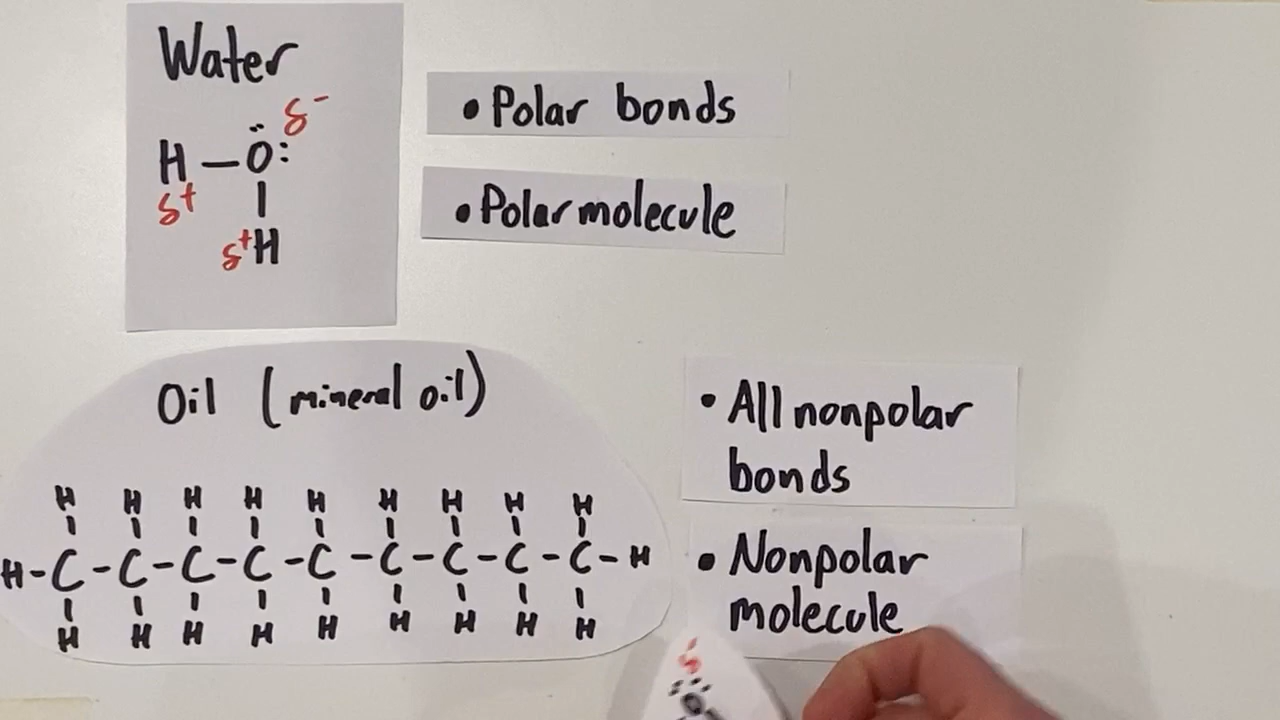 Water
δ-
H – Ö:
δ+
|
δ+H
• Polar bonds
• Polar molecule
Oil (mineral oil)
H H H H H H H H H
| | | | | | | | |
H-C-C-C-C-C-C-C-C-C-H
| | | | | | | | |
H H H H H H H H H
• All nonpolar
bonds
• Nonpolar
molecule